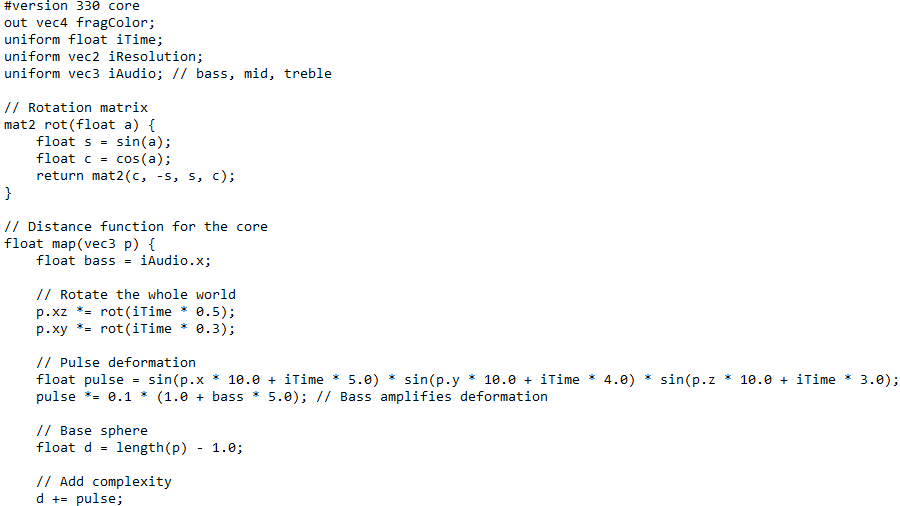 #version 330 core
out vec4 fragColor;
uniform float iTime;
uniform vec2 iResolution;
uniform vec3 iAudio; // bass, mid, treble

// Rotation matrix
mat2 rot(float a) {
    float s = sin(a);
    float c = cos(a);
    return mat2(c, -s, s, c);
}

// Distance function for the core
float map(vec3 p) {
    float bass = iAudio.x;

    // Rotate the whole world
    p.xz *= rot(iTime * 0.5);
    p.xy *= rot(iTime * 0.3);

    // Pulse deformation
    float pulse = sin(p.x * 10.0 + iTime * 5.0) * sin(p.y * 10.0 + iTime * 4.0) * sin(p.z * 10.0 + iTime * 3.0);
    pulse *= 0.1 * (1.0 + bass * 5.0); // Bass amplifies deformation

    // Base sphere
    float d = length(p) - 1.0;

    // Add complexity
    d += pulse;